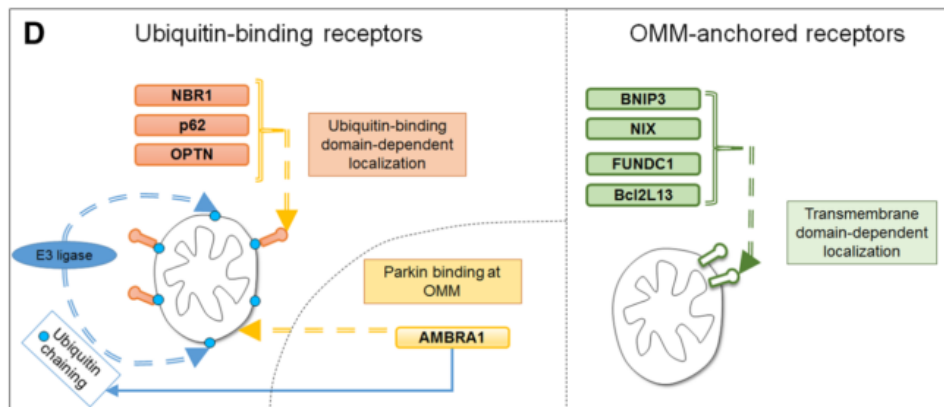 D
Ubiquitin-binding receptors
NBR1
p62
OPTN
Ubiquitin-binding
domain-dependent
localization
E3 ligase
Ubiquitin
chaining
Parkin binding at
OMM
AMBRA1
OMM-anchored receptors
BNIP3
NIX
FUNDC1
Bcl2L13
Transmembrane
domain-dependent
localization